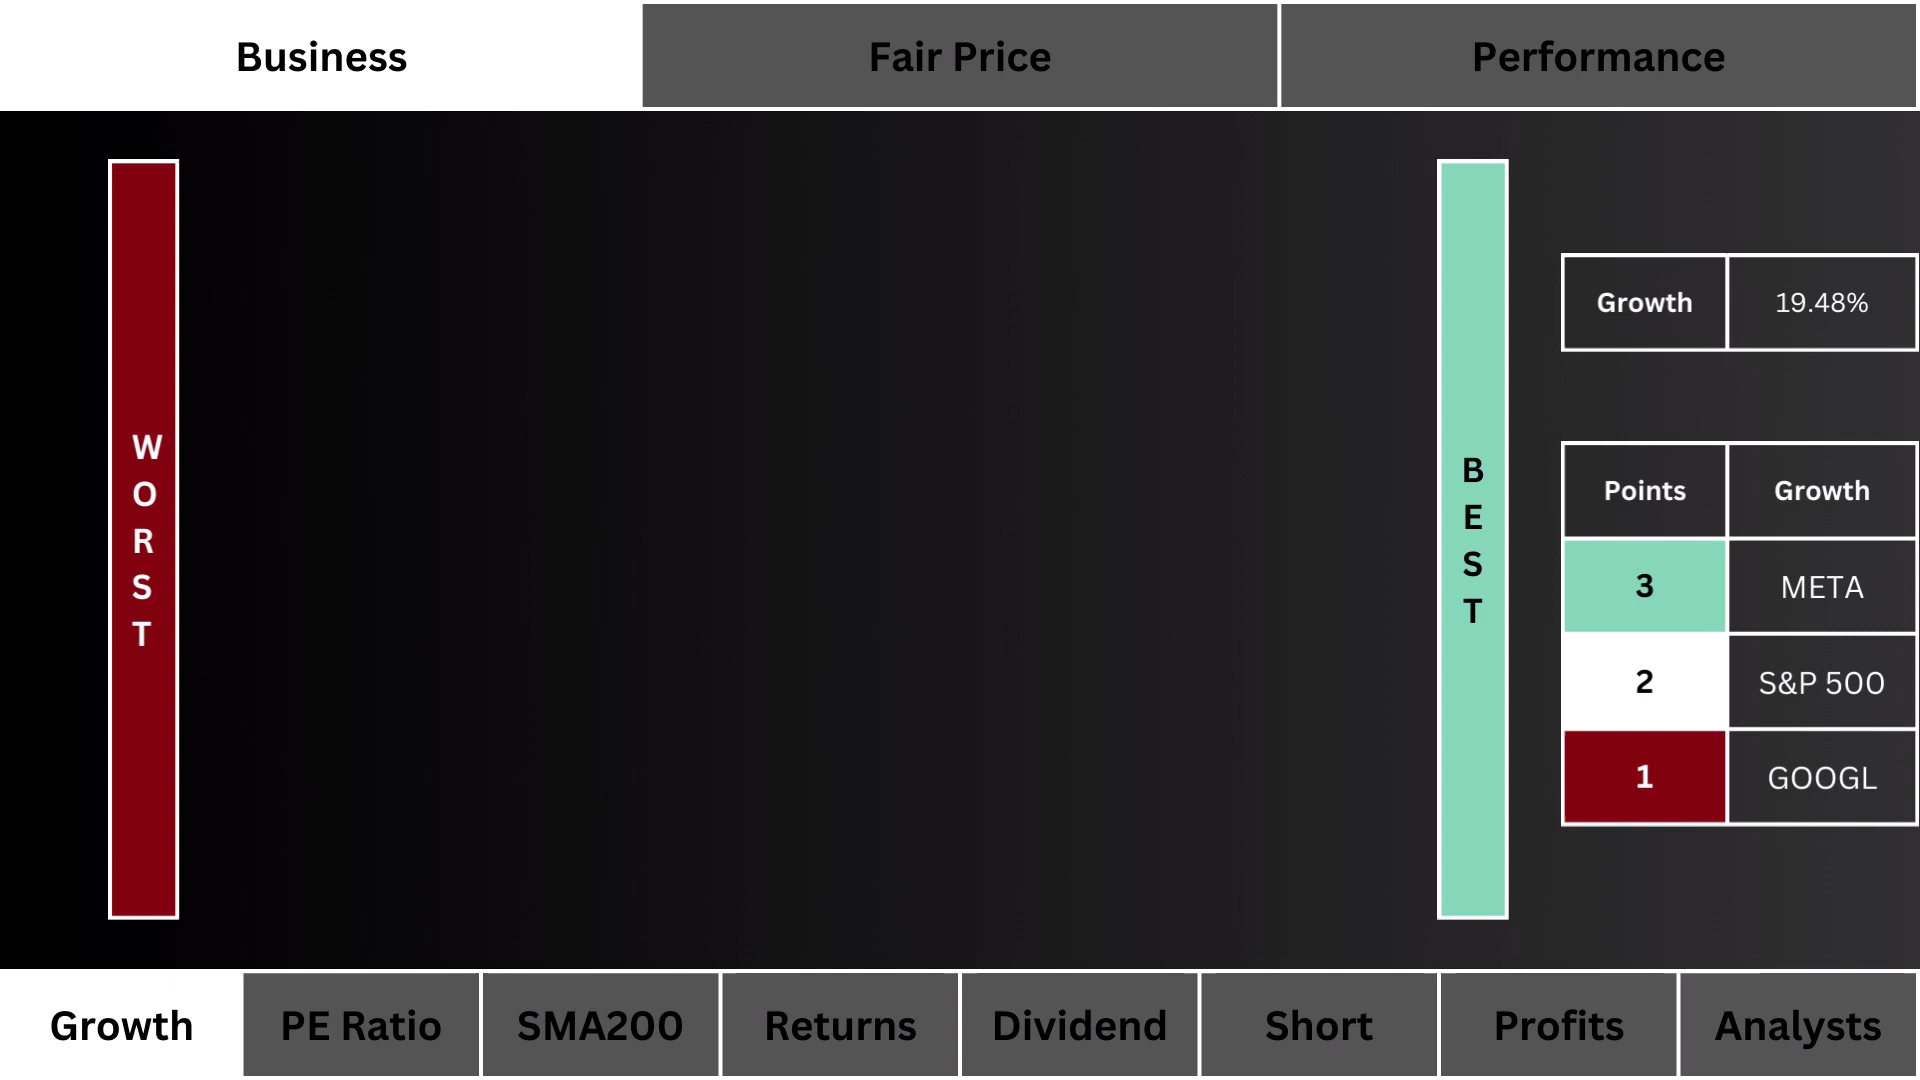 Business Fair Price Performance
W
O
R
S
T
B
E
S
T
Growth 19.48%
Points Growth
3 META
2 S&P 500
1 GOOGL
Growth PE Ratio SMA200 Returns Dividend Short Profits Analysts